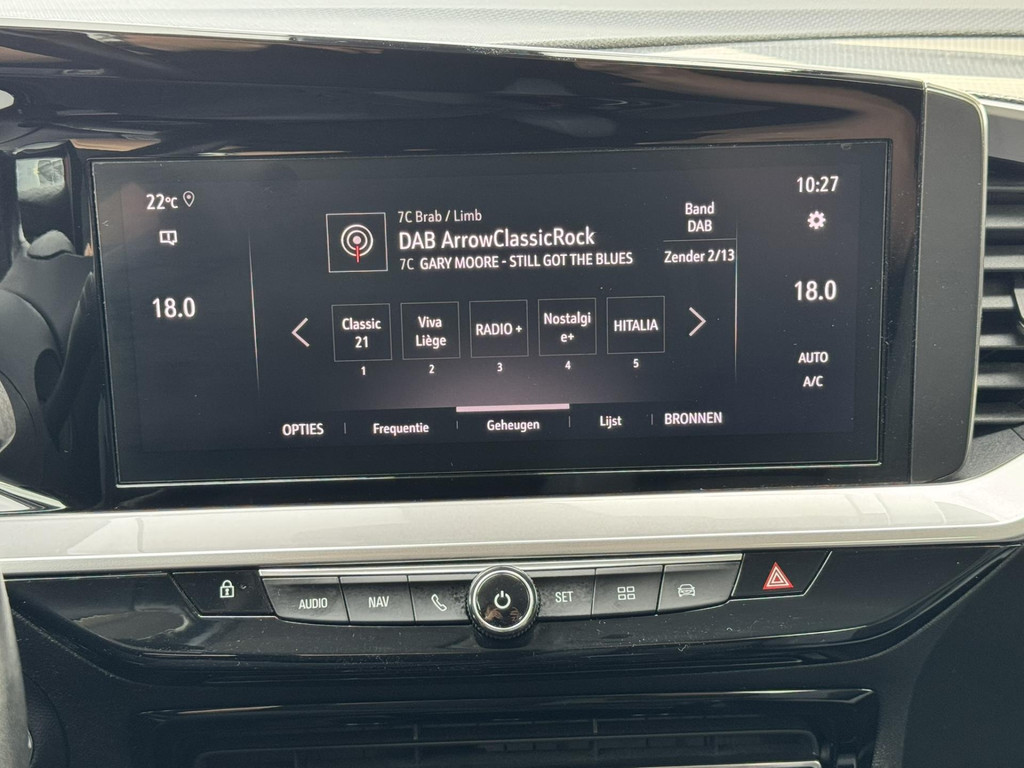 22°C
10:27
7C Brab / Limb
DAB ArrowClassicRock
7C GARY MOORE - STILL GOT THE BLUES
Band
DAB
Zender 2/13
18.0
18.0
Classic
21
Viva
Liège
RADIO +
Nostalgi
e+
HITALIA
1
2
3
4
5
AUTO
A/C
OPTIES
Frequentie
Geheugen
Lijst
BRONNEN
AUDIO
NAV
SET